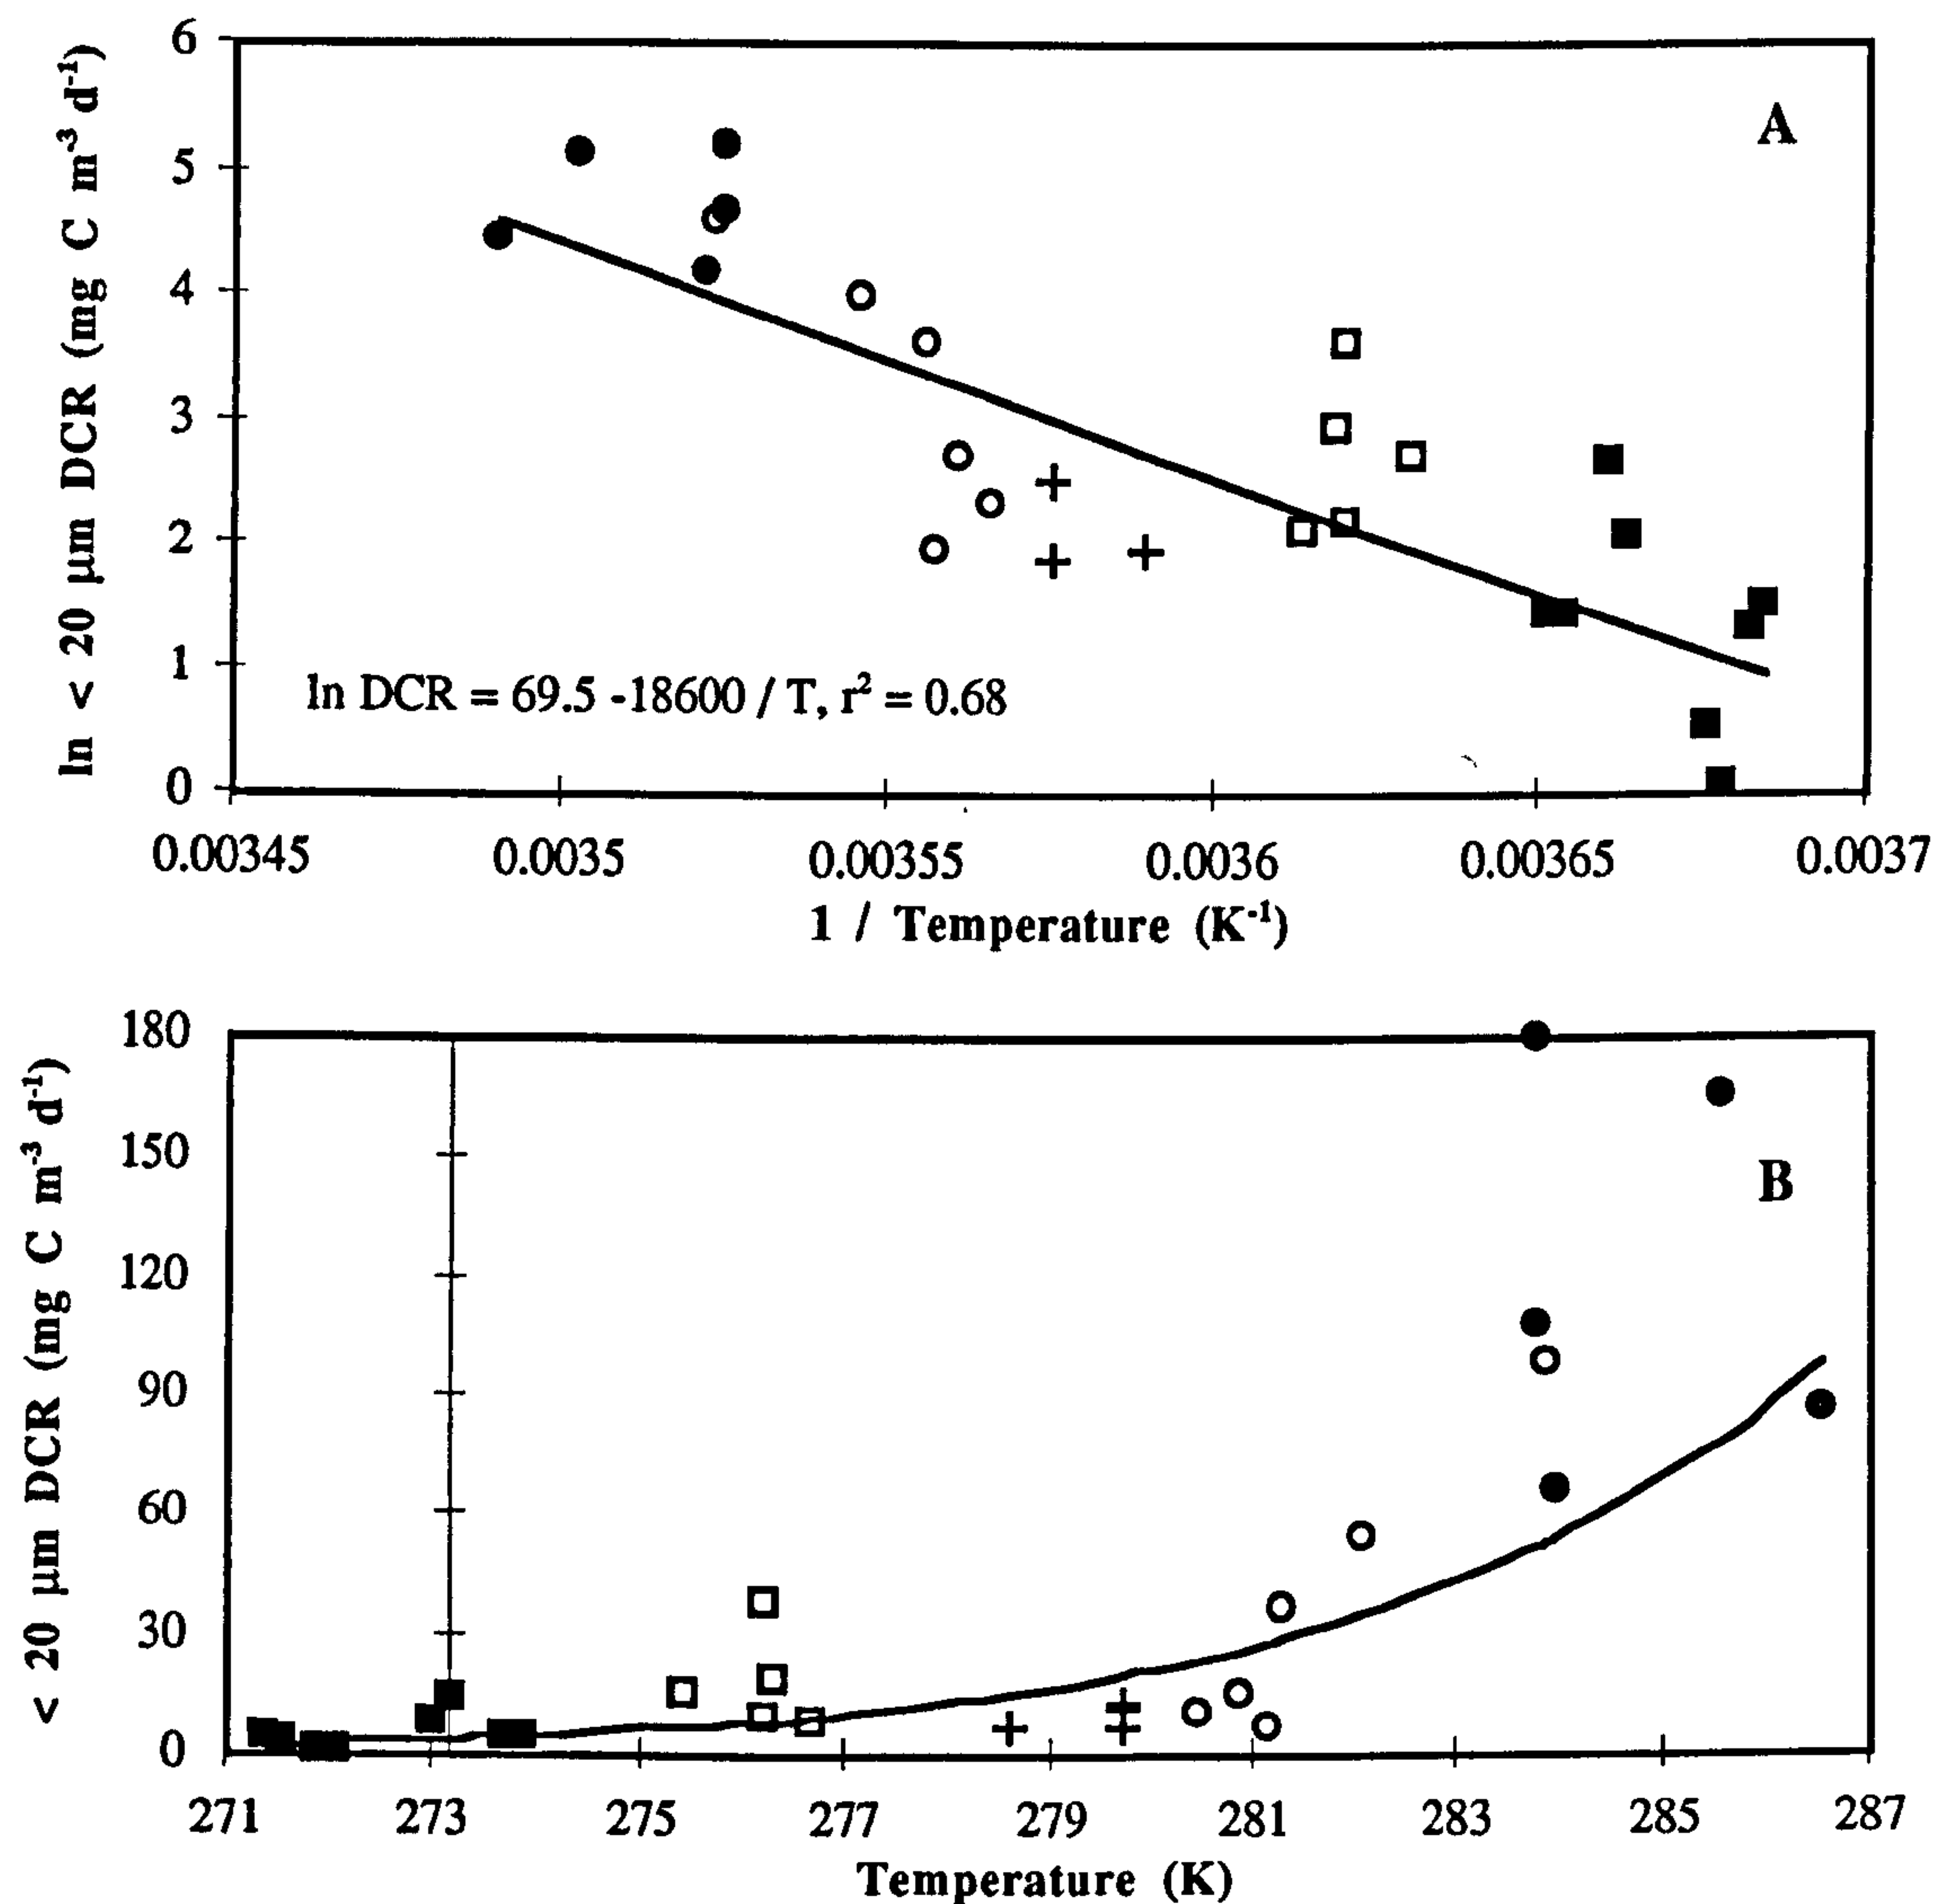 6
5
4
3
2
1
0
ln < 20 µm DCR (mg C m⁻³ d⁻¹)
A
ln DCR = 69.5 -18600 / T, r² = 0.68
0.00345 0.0035 0.00355 0.0036 0.00365 0.0037
1 / Temperature (K⁻¹)
180
150
120
90
60
30
0
< 20 µm DCR (mg C m⁻³ d⁻¹)
B
271 273 275 277 279 281 283 285 287
Temperature (K)